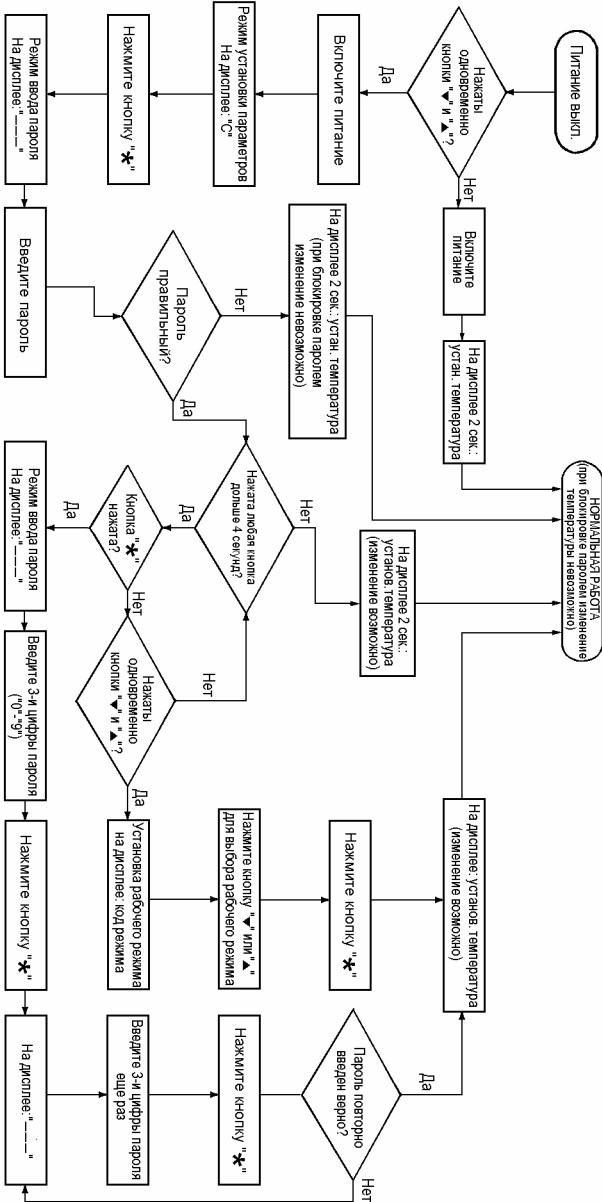 Питание выкл.
Нажаты
одновременно
кнопки "▼" и "▲"?
Да
Нет
Включите питание
Режим установки параметров
На дисплее: "С"
Нажмите кнопку "*"
Режим ввода пароля
На дисплее:"– – –"
Включите
питание
На дисплее 2 сек.:
устан. температура
НОРМАЛЬНАЯ РАБОТА
(при блокировке паролем изменение
температуры невозможно)
Введите пароль
Пароль
правильный?
Нет
Да
На дисплее 2 сек.: устан. температура
(при блокировке паролем
изменение невозможно)
Нажата любая кнопка
дольше 4 секунд?
Нет
Да
На дисплее 2 сек.:
установ.температура
(изменение возможно)
Кнопка "*"
нажата?
Да
Нет
Нажаты
одновременно
кнопки "▼" и "▲"?
Нет
Да
Режим ввода пароля
На дисплее:"– – –"
Введите 3-и цифры пароля
("0"-"9")
Нажмите кнопку "*"
На дисплее:"– – –"
Установка рабочего режима
на дисплее: код режима
Нажмите кнопку "▼" или "▲"
для выбора рабочего режима
Нажмите кнопку "*"
На дисплее: установ. температура
(изменение возможно)
Введите 3-и цифры пароля
еще раз
Нажмите кнопку "*"
Пароль повторно
введен верно?
Да
Нет